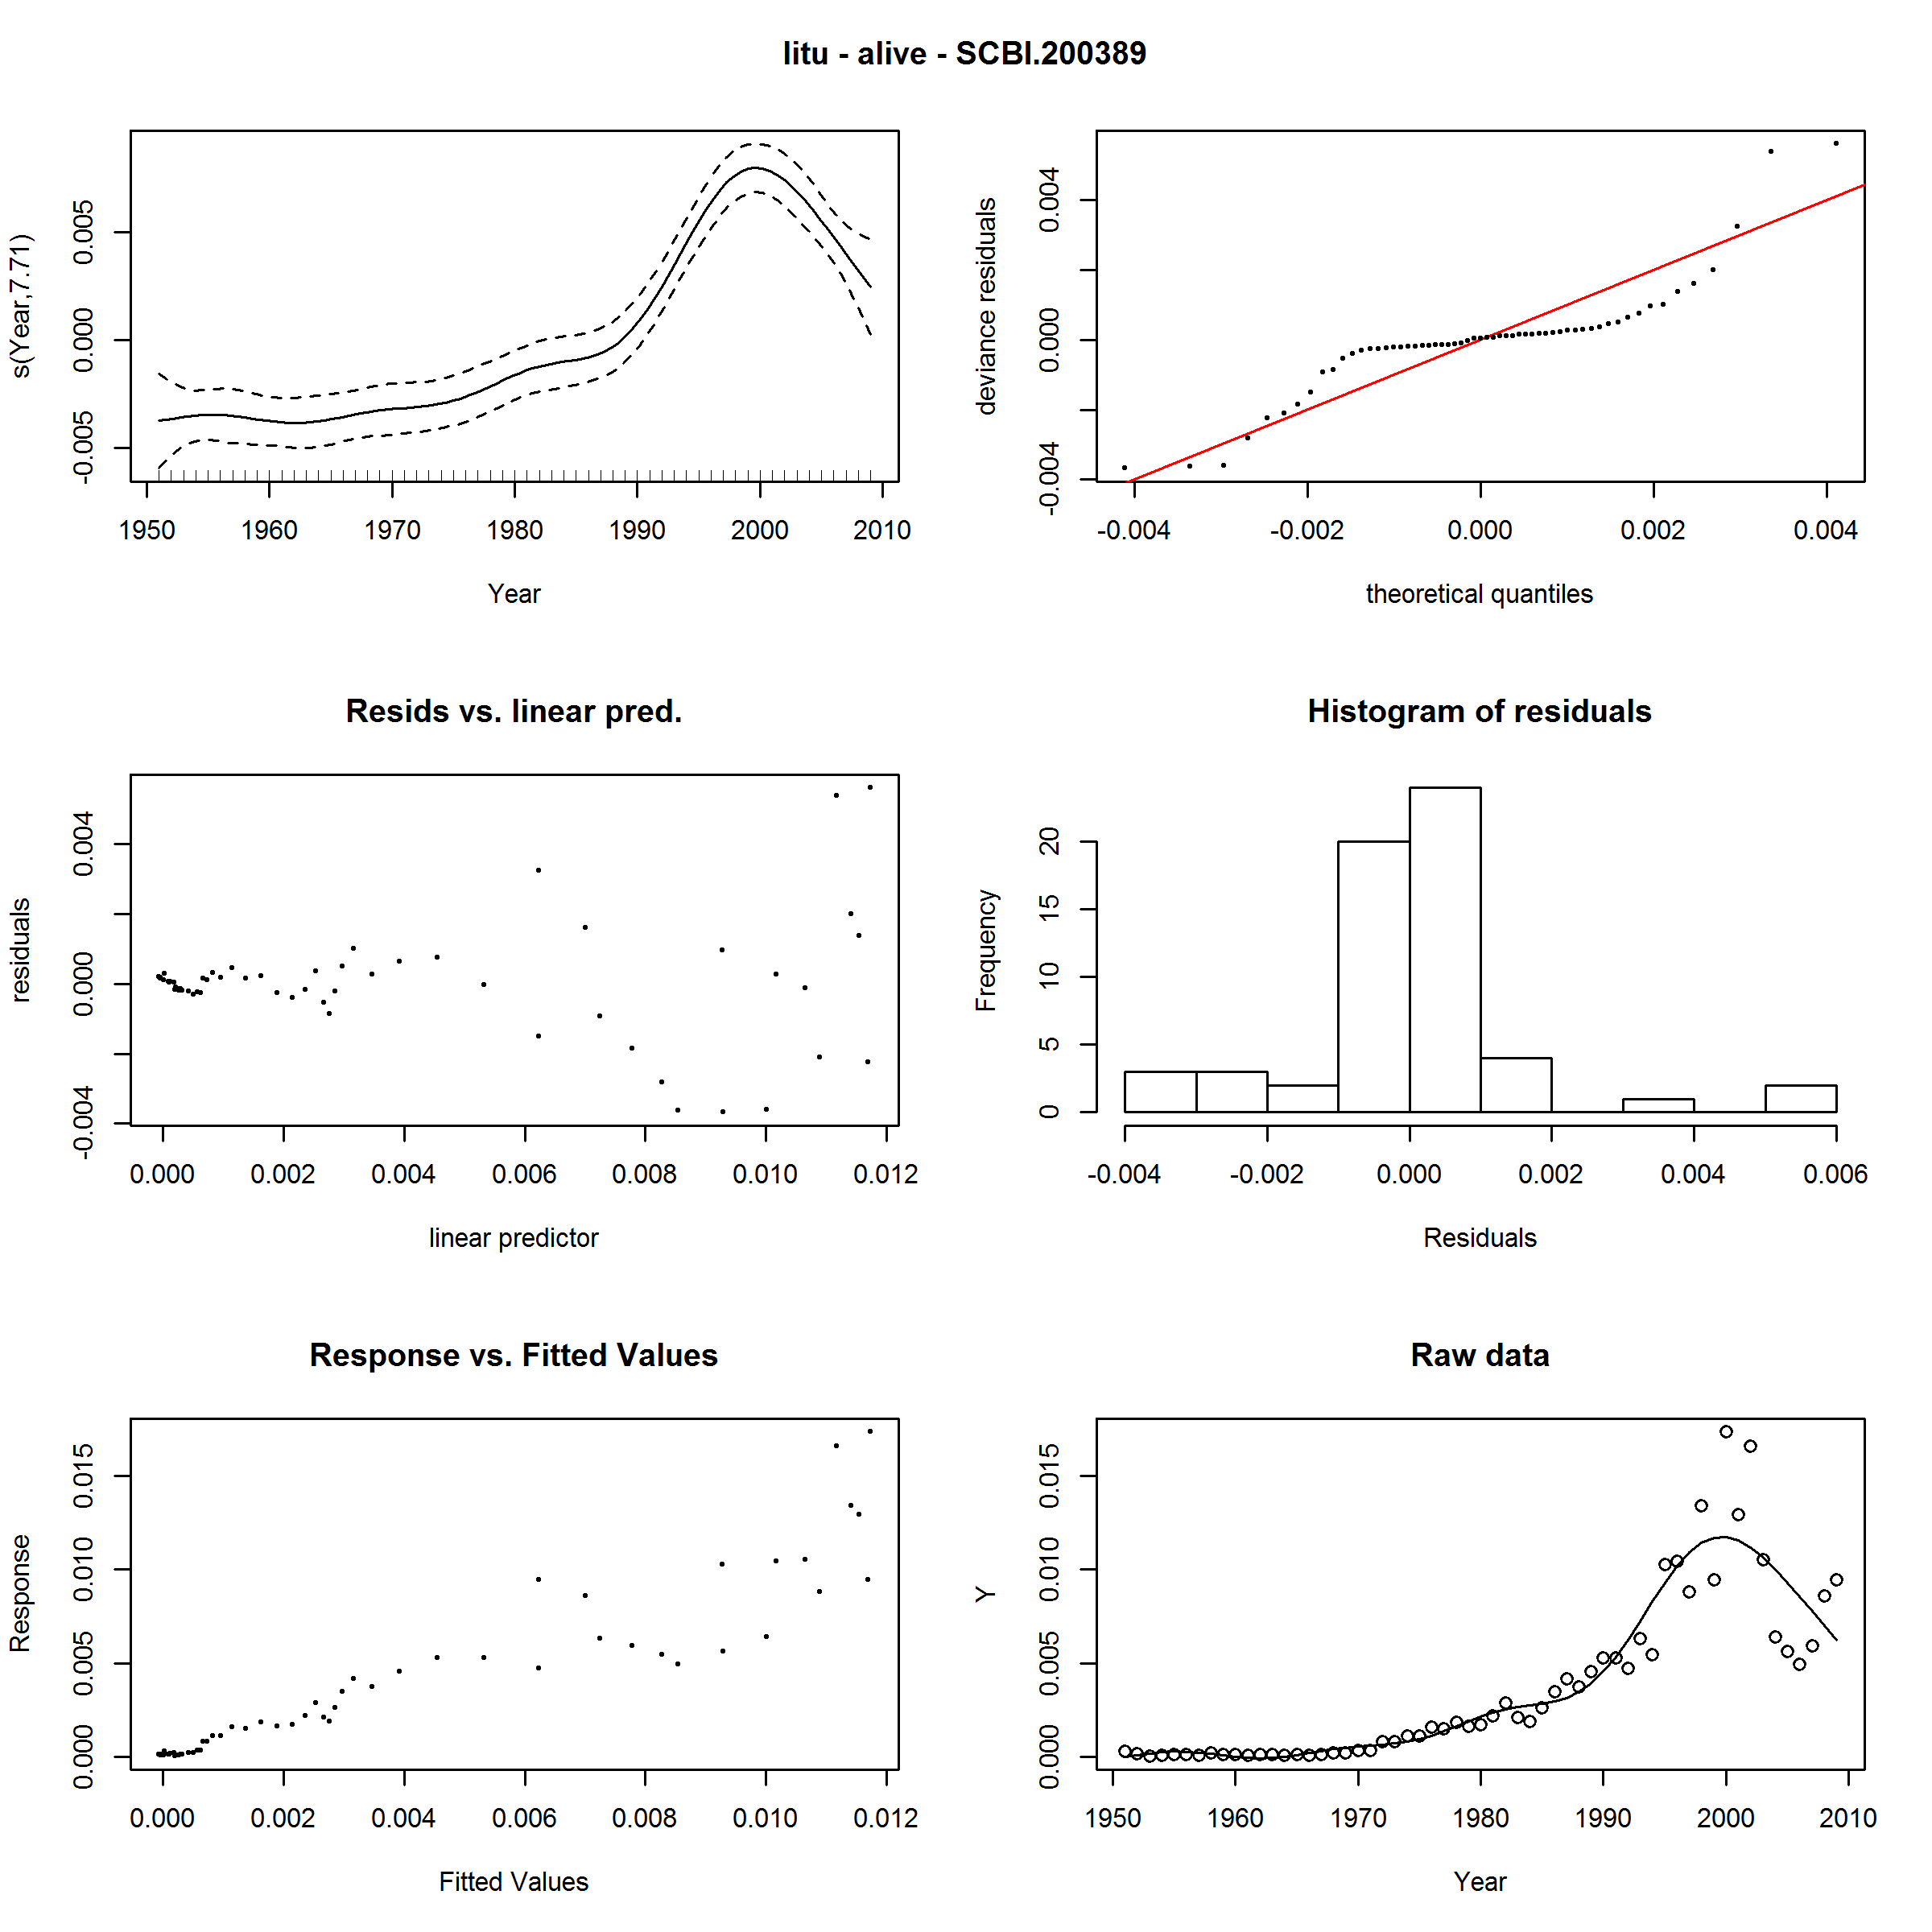 litu - alive - SCBI.200389
s(Year,7.71)
-0.005 0.000 0.005
1950 1960 1970 1980 1990 2000 2010
Year
deviance residuals
-0.004 0.000 0.004
-0.004 -0.002 0.000 0.002 0.004
theoretical quantiles
Resids vs. linear pred.
residuals
-0.004 0.000 0.004
0.000 0.002 0.004 0.006 0.008 0.010 0.012
linear predictor
Histogram of residuals
Frequency
0 5 10 15 20
-0.004 -0.002 0.000 0.002 0.004 0.006
Residuals
Response vs. Fitted Values
Response
0.000 0.005 0.010 0.015
0.000 0.002 0.004 0.006 0.008 0.010 0.012
Fitted Values
Raw data
Y
0.000 0.005 0.010 0.015
1950 1960 1970 1980 1990 2000 2010
Year